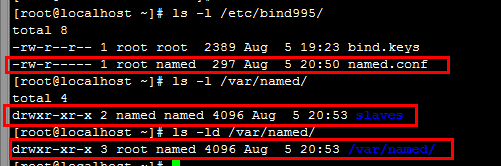 [root@localhost ~]# ls -l /etc/bind995/
total 8
-rw-r--r-- 1 root root 2389 Aug 5 19:23 bind.keys
-rw-r----- 1 root named 297 Aug 5 20:50 named.conf
[root@localhost ~]# ls -l /var/named/
total 4
drwxr-xr-x 2 named named 4096 Aug 5 20:53 slaves
[root@localhost ~]# ls -ld /var/named/
drwxr-xr-x 3 root named 4096 Aug 5 20:53 /var/named/
[root@localhost ~]#